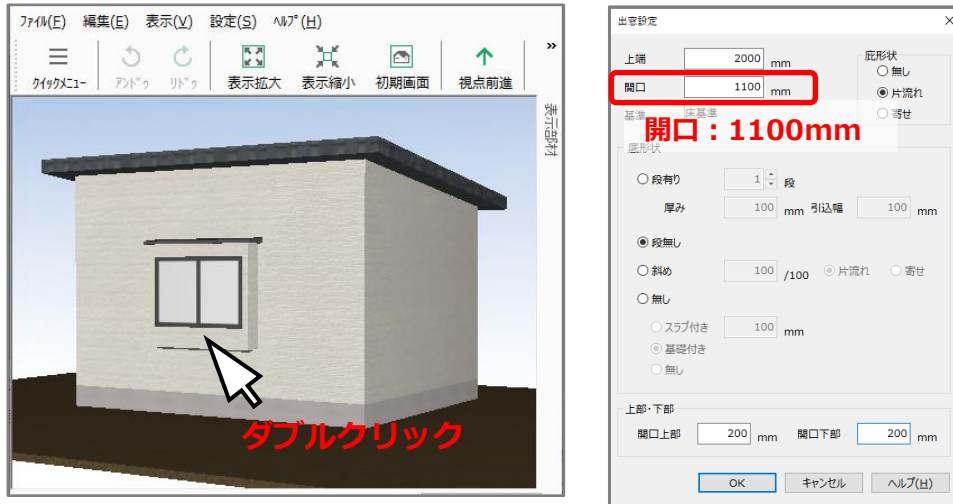 ファイル(F) 編集(E) 表示(V) 設定(S) ヘルプ(H)
クイックメニュー アンドゥ リドゥ 表示拡大 表示縮小 初期画面 視点前進 »
表示部材
ダブルクリック
出窓設定
上端 2000 mm
開口 1100 mm
基準 床基準
庇形状
無し
片流れ
寄せ
開口：1100mm
底形状
段有り 1 段
厚み 100 mm 引込幅 100 mm
段無し
斜め 100 /100 片流れ 寄せ
無し
スラブ付き 100 mm
基礎付き
無し
上部・下部
開口上部 200 mm 開口下部 200 mm
OK キャンセル ヘルプ(H)